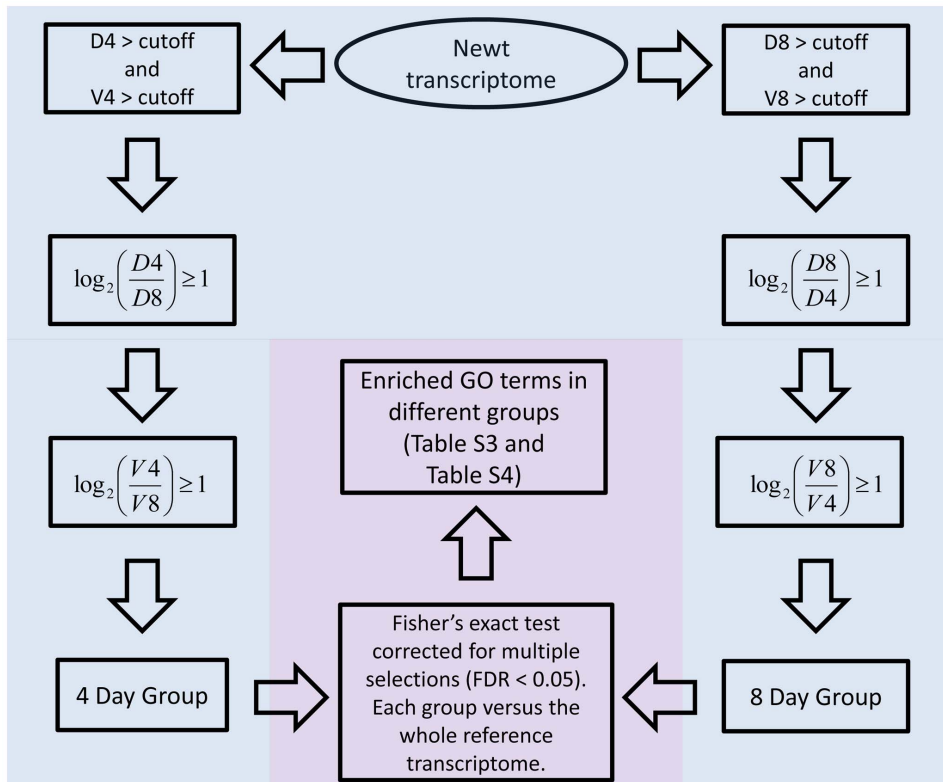 Newt
transcriptome
D4 > cutoff
and
V4 > cutoff
D8 > cutoff
and
V8 > cutoff
log₂(D4/D8) ≥ 1
log₂(D8/D4) ≥ 1
log₂(V4/V8) ≥ 1
log₂(V8/V4) ≥ 1
4 Day Group
8 Day Group
Fisher's exact test
corrected for multiple
selections (FDR < 0.05).
Each group versus the
whole reference
transcriptome.
Enriched GO terms in
different groups
(Table S3 and
Table S4)